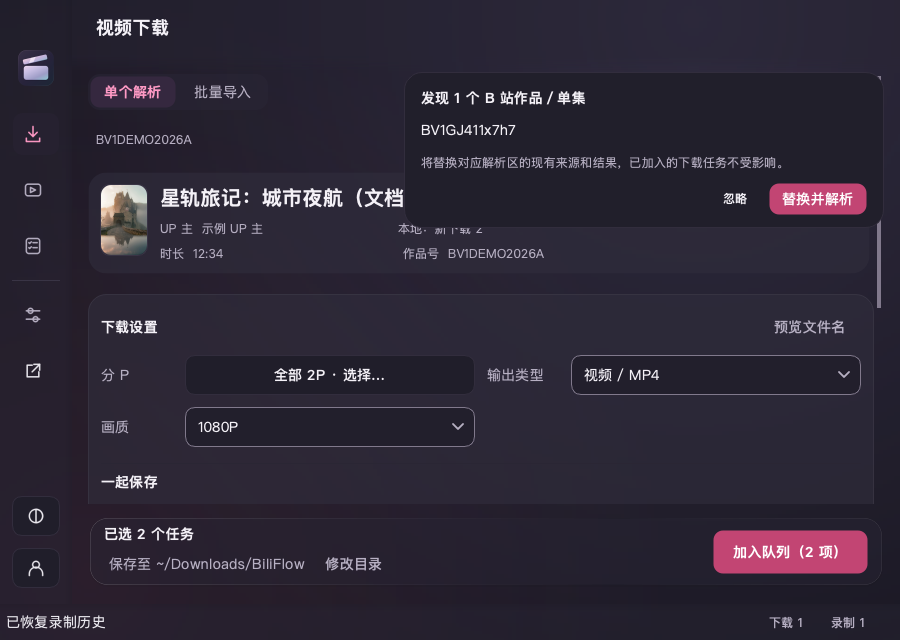 视频下载
单个解析 批量导入
BV1DEMO2026A
发现 1 个 B 站作品 / 单集
BV1GJ411x7h7
将替换对应解析区的现有来源和结果，已加入的下载任务不受影响。
忽略 替换并解析
星轨旅记：城市夜航（文档
UP 主 示例 UP 主
时长 12:34 作品号 BV1DEMO2026A
下载设置 预览文件名
分 P 全部 2P · 选择... 输出类型 视频 / MP4
画质 1080P
一起保存
已选 2 个任务
保存至 ~/Downloads/BiliFlow 修改目录
加入队列（2 项）
已恢复录制历史 下载 1 录制 1